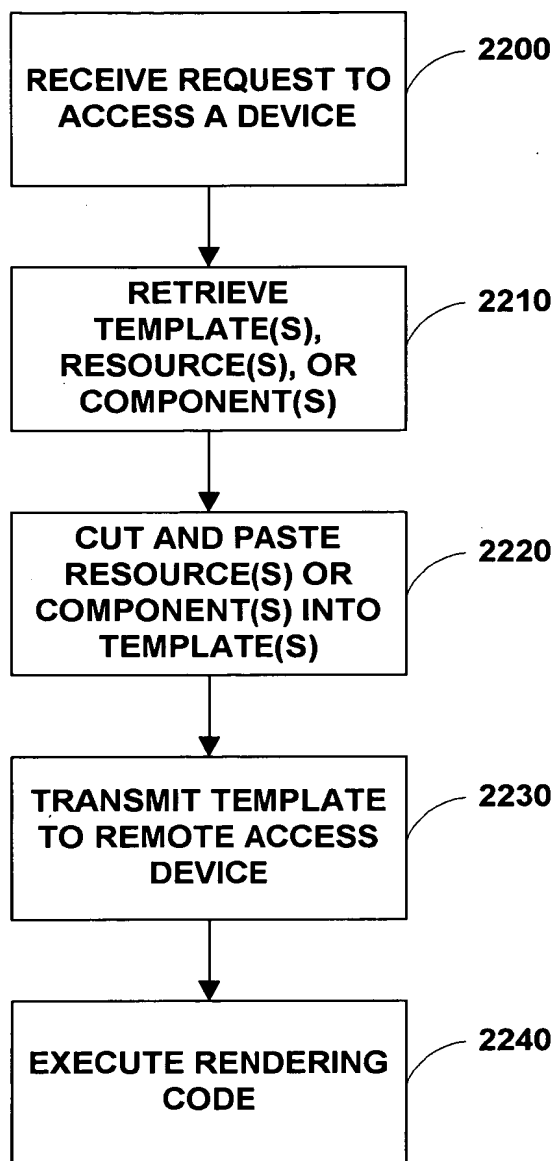 RECEIVE REQUEST TO
ACCESS A DEVICE
2200
RETRIEVE
TEMPLATE(S),
RESOURCE(S), OR
COMPONENT(S)
2210
CUT AND PASTE
RESOURCE(S) OR
COMPONENT(S) INTO
TEMPLATE(S)
2220
TRANSMIT TEMPLATE
TO REMOTE ACCESS
DEVICE
2230
EXECUTE RENDERING
CODE
2240